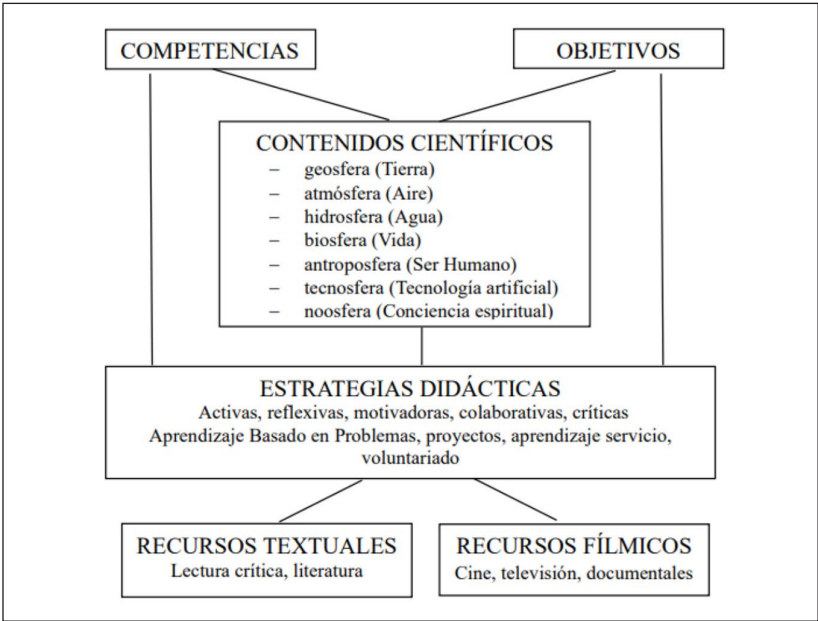 COMPETENCIAS
OBJETIVOS
CONTENIDOS CIENTÍFICOS
– geosfera (Tierra)
– atmósfera (Aire)
– hidrosfera (Agua)
– biosfera (Vida)
– antroposfera (Ser Humano)
– tecnosfera (Tecnología artificial)
– noosfera (Conciencia espiritual)
ESTRATEGIAS DIDÁCTICAS
Activas, reflexivas, motivadoras, colaborativas, críticas
Aprendizaje Basado en Problemas, proyectos, aprendizaje servicio,
voluntariado
RECURSOS TEXTUALES
Lectura crítica, literatura
RECURSOS FÍLMICOS
Cine, televisión, documentales